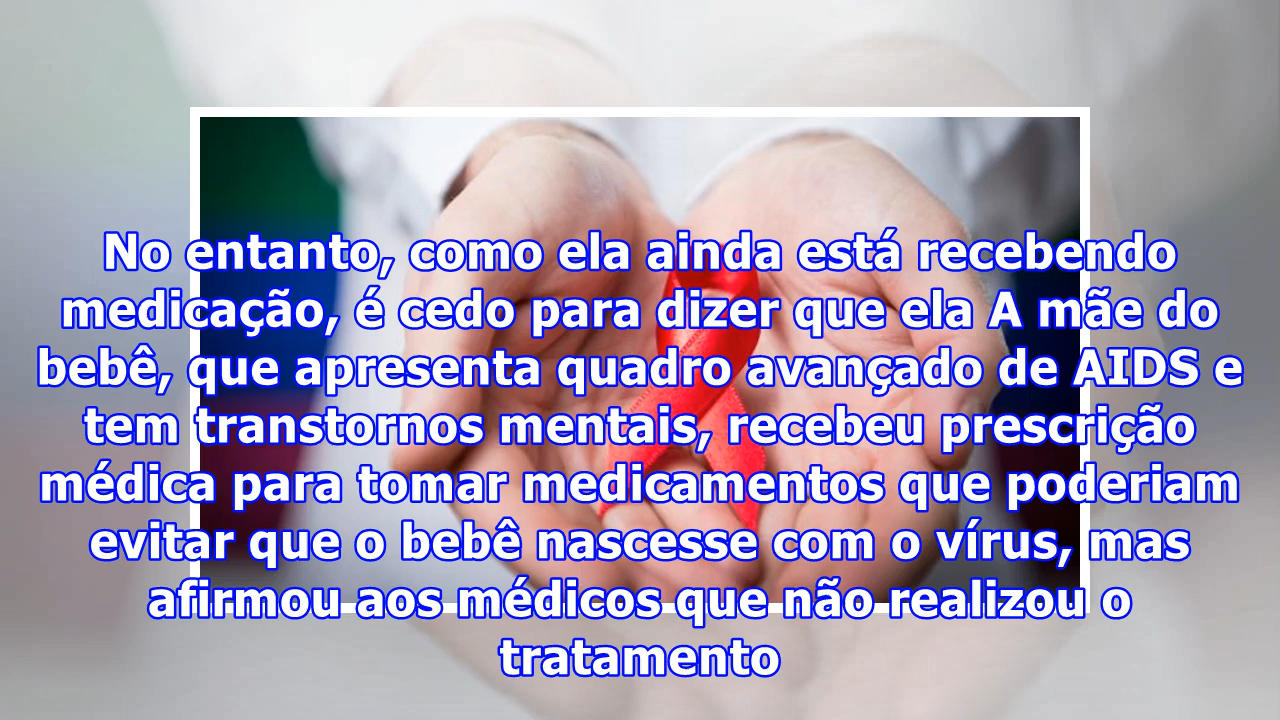 No entanto, como ela ainda está recebendo
medicação, é cedo para dizer que ela A mãe do
bebê, que apresenta quadro avançado de AIDS e
tem transtornos mentais, recebeu prescrição
médica para tomar medicamentos que poderiam
evitar que o bebê nascesse com o vírus, mas
afirmou aos médicos que não realizou o
tratamento